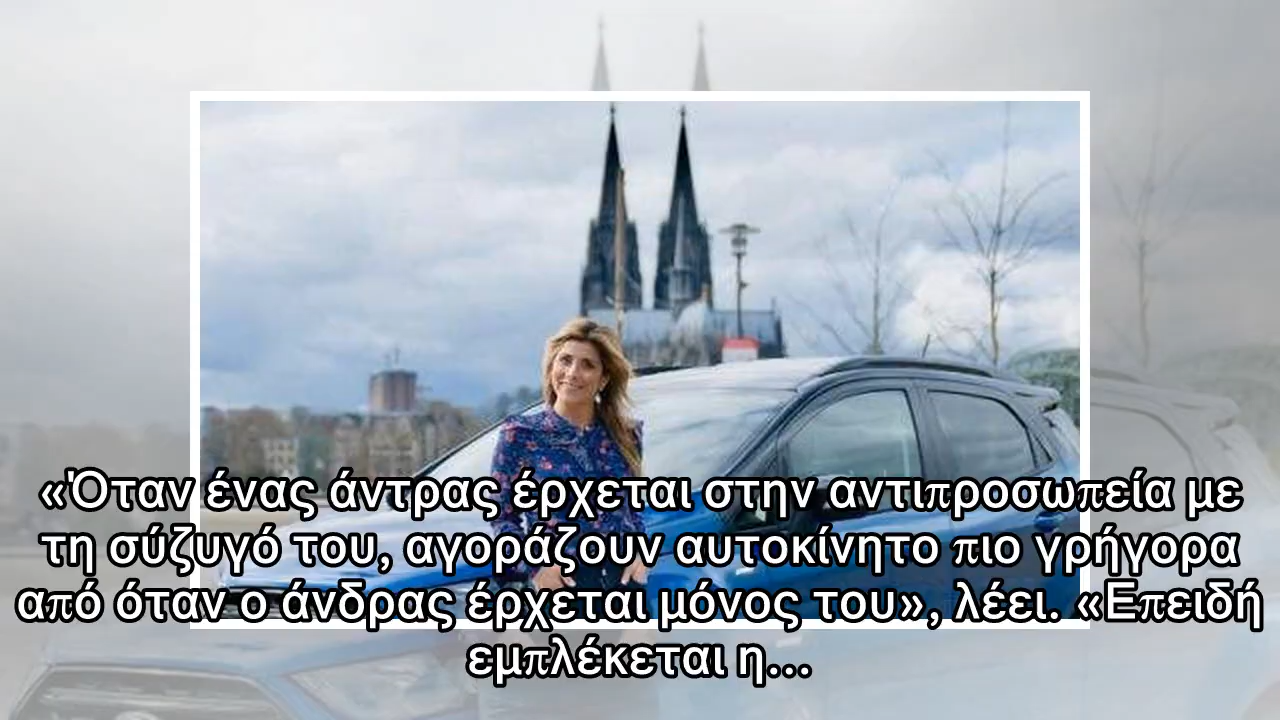 «Όταν ένας άντρας έρχεται στην αντιπροσωπεία με
τη σύζυγό του, αγοράζουν αυτοκίνητο πιο γρήγορα
από όταν ο άνδρας έρχεται μόνος του», λέει. «Επειδή
εμπλέκεται η...